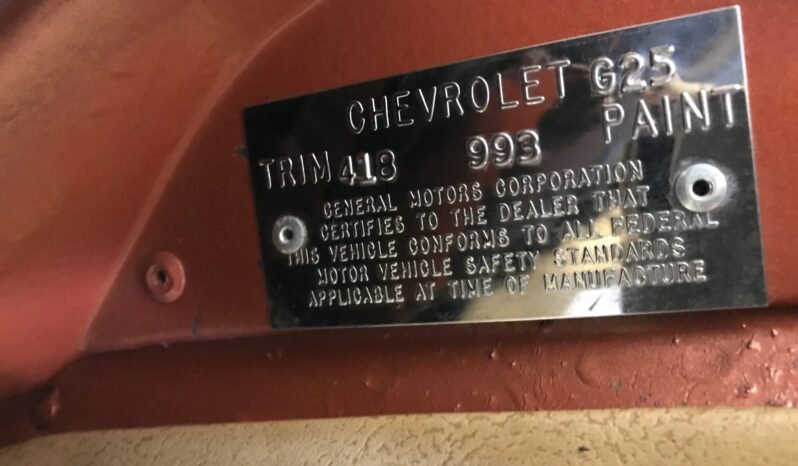 CHEVROLET G25
TRIM 418 993 PAINT
GENERAL MOTORS CORPORATION
CERTIFIES TO THE DEALER THAT
THIS VEHICLE CONFORMS TO ALL FEDERAL
MOTOR VEHICLE SAFETY STANDARDS
APPLICABLE AT TIME OF MANUFACTURE